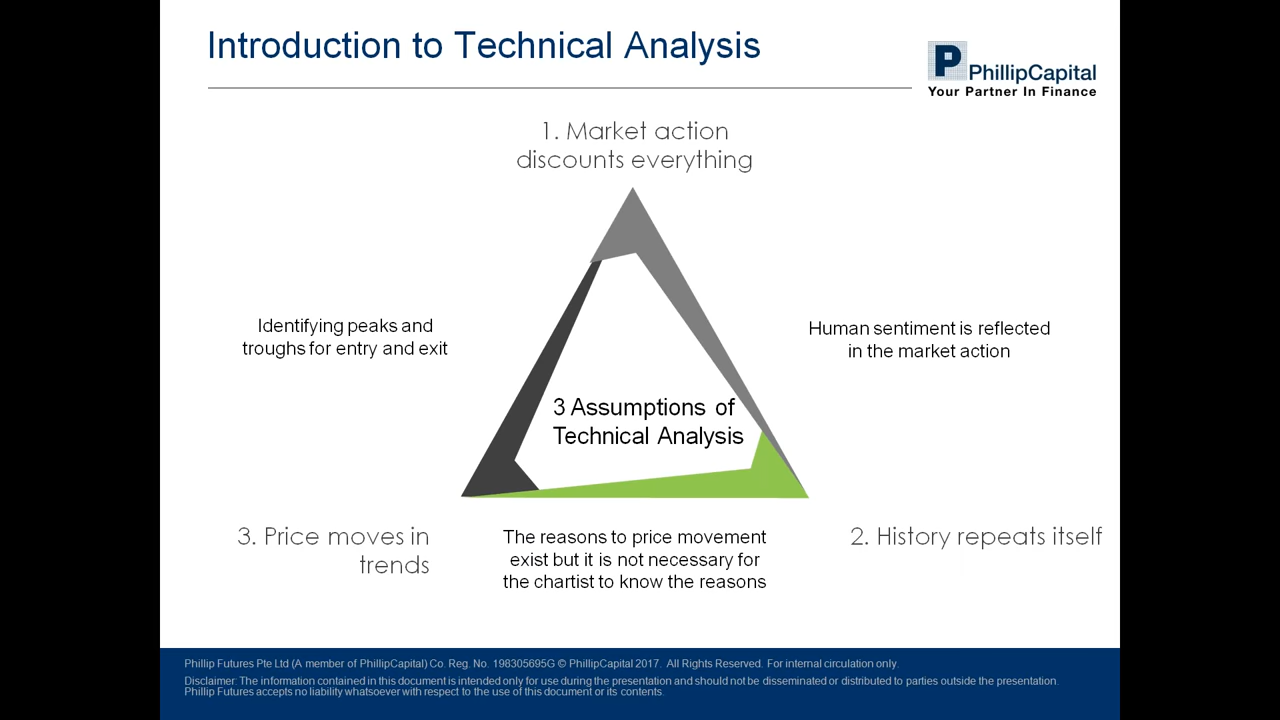 Introduction to Technical Analysis
P PhillipCapital
Your Partner In Finance
1. Market action
discounts everything
Identifying peaks and
troughs for entry and exit
Human sentiment is reflected
in the market action
3 Assumptions of
Technical Analysis
3. Price moves in
trends
The reasons to price movement
exist but it is not necessary for
the chartist to know the reasons
2. History repeats itself
Phillip Futures Pte Ltd (A member of PhillipCapital) Co. Reg. No. 198305695G © PhillipCapital 2017. All Rights Reserved. For internal circulation only.
Disclaimer: The information contained in this document is intended only for use during the presentation and should not be disseminated or distributed to parties outside the presentation.
Phillip Futures accepts no liability whatsoever with respect to the use of this document or its contents.